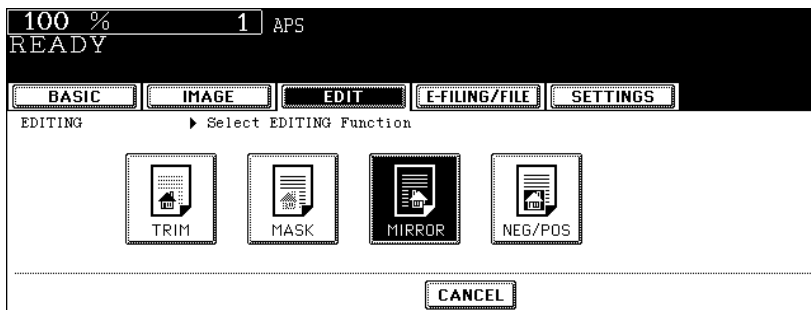 100 % 1 APS
READY
BASIC IMAGE EDIT E-FILING/FILE SETTINGS
EDITING ▶ Select EDITING Function
TRIM MASK MIRROR NEG/POS
CANCEL